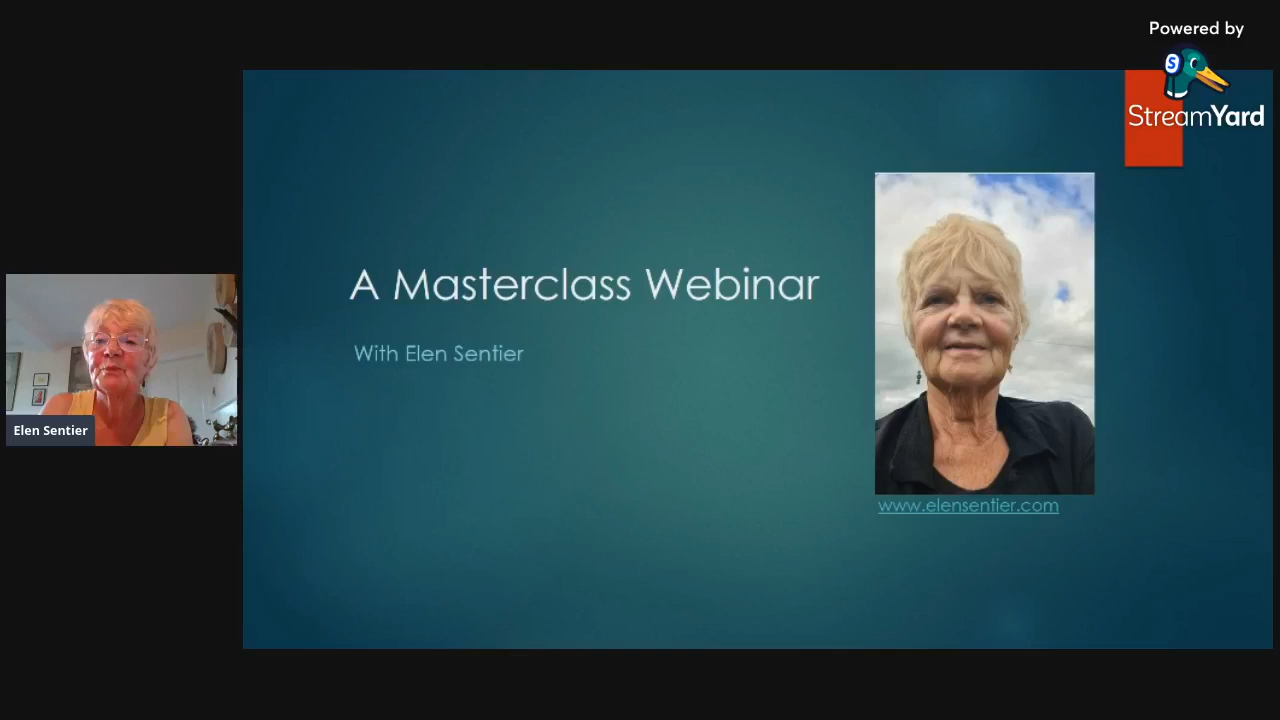 Powered by
S
StreamYard
A Masterclass Webinar
With Elen Sentier
Elen Sentier
www.elensentier.com